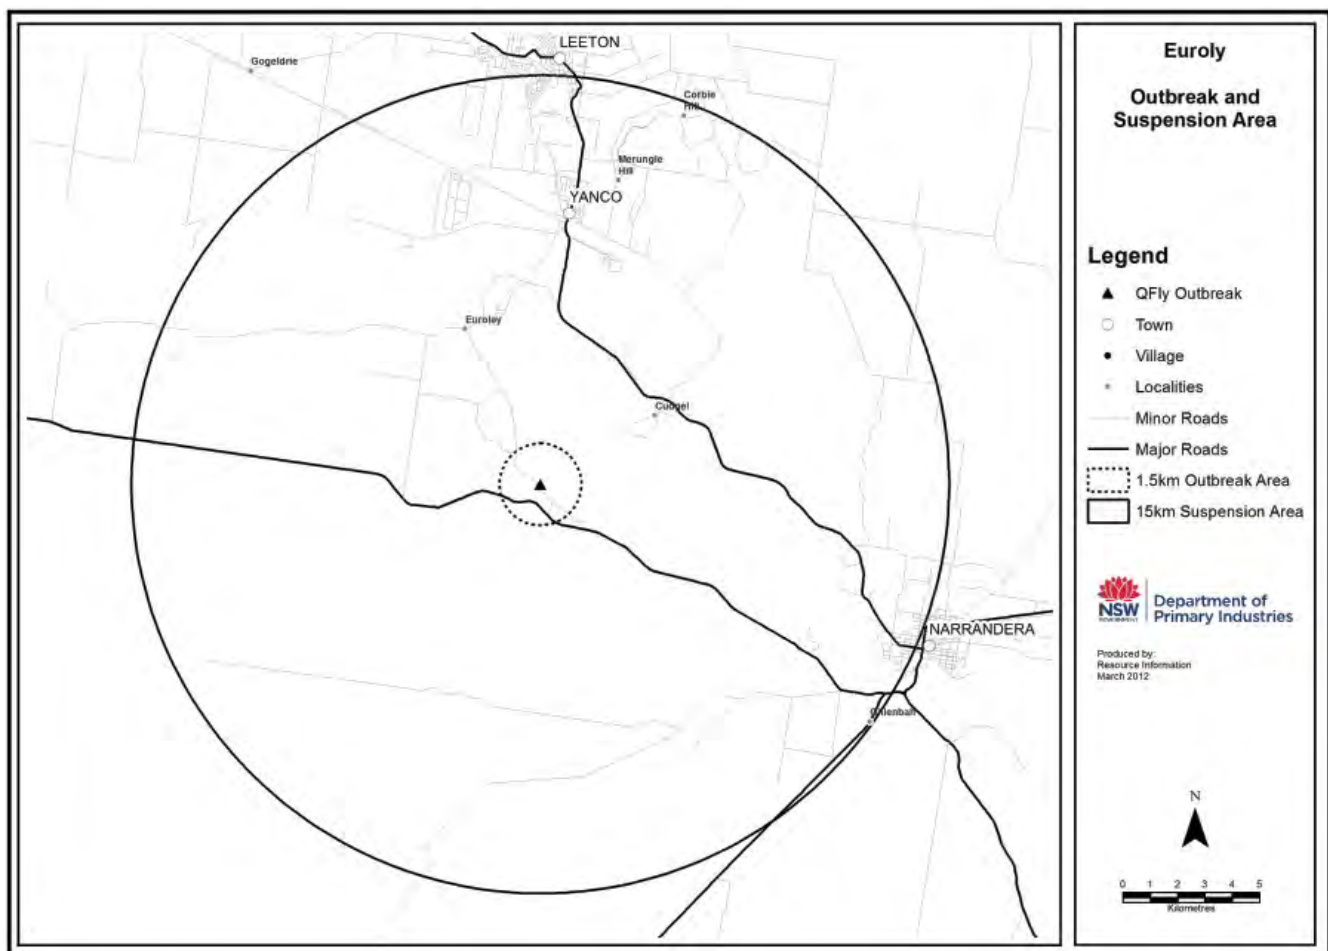 LEETON
Gogeldrie
Corbie
Hill
Merungle
Hill
YANCO
Euroley
Cudgel
NARRANDERA
Euroly
Outbreak and
Suspension Area
Legend
QFly Outbreak
Town
Village
Localities
Minor Roads
Major Roads
1.5km Outbreak Area
15km Suspension Area
NSW
GOVERNMENT
Department of
Primary Industries
Produced by:
Resource Information
March 2012
N
0 1 2 3 4 5
Kilometres